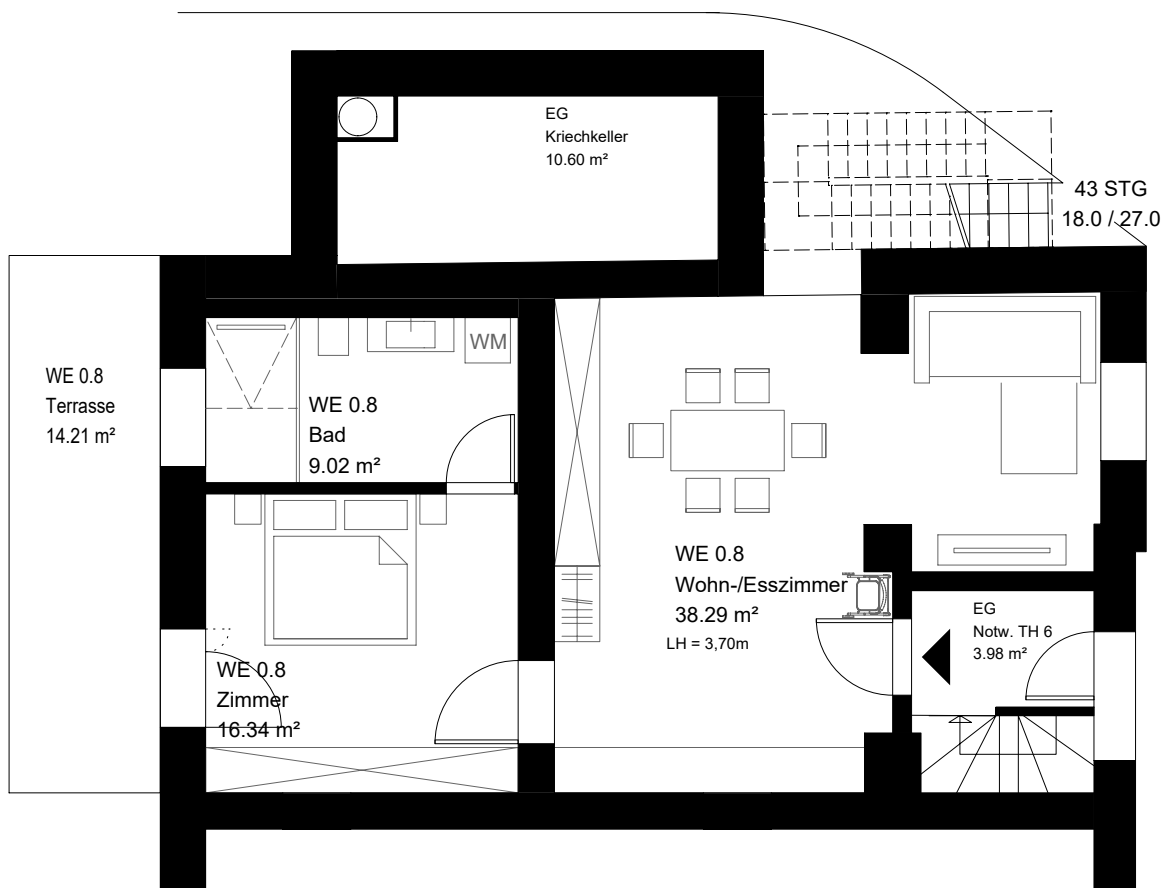 EG
Kriechkeller
10.60 m²
43 STG
18.0 / 27.0
WE 0.8
Terrasse
14.21 m²
WE 0.8
Bad
9.02 m²
WM
WE 0.8
Wohn-/Esszimmer
38.29 m²
LH = 3,70m
EG
Notw. TH 6
3.98 m²
WE 0.8
Zimmer
16.34 m²